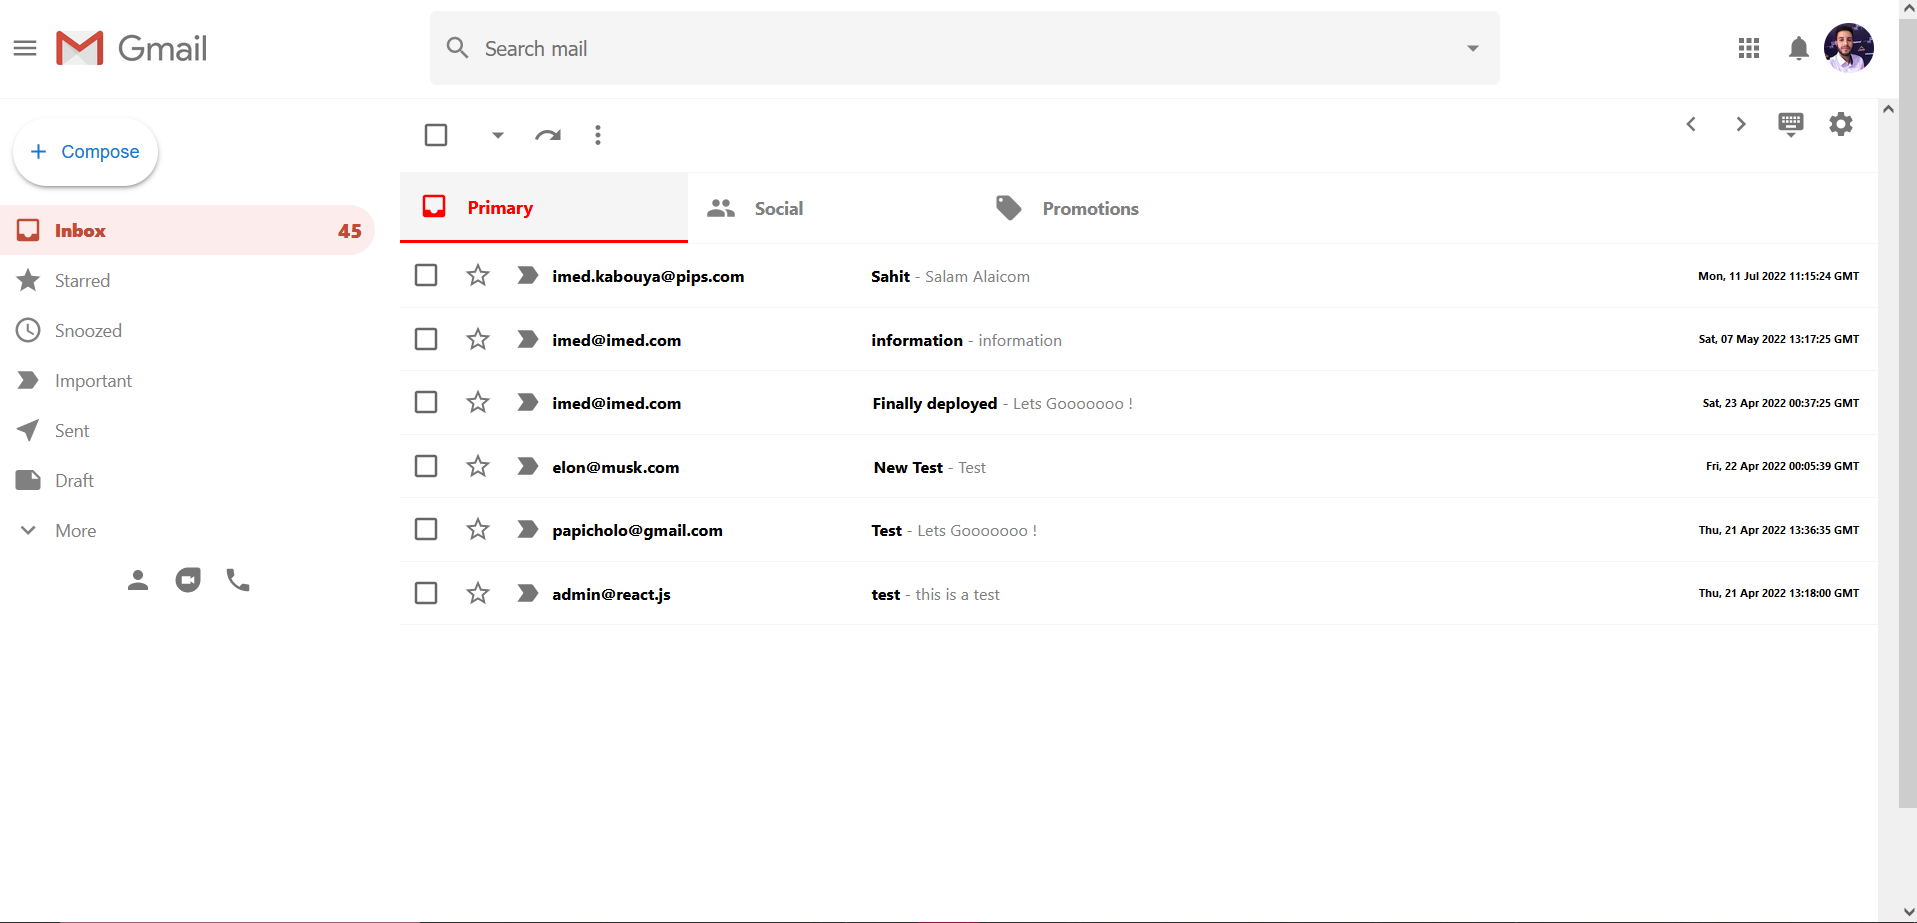 Gmail
Search mail
Compose
Inbox 45
Starred
Snoozed
Important
Sent
Draft
More
Primary Social Promotions
imed.kabouya@pips.com Sahit - Salam Alaicom Mon, 11 Jul 2022 11:15:24 GMT
imed@imed.com information - information Sat, 07 May 2022 13:17:25 GMT
imed@imed.com Finally deployed - Lets Gooooooo ! Sat, 23 Apr 2022 00:37:25 GMT
elon@musk.com New Test - Test Fri, 22 Apr 2022 00:05:39 GMT
papicholo@gmail.com Test - Lets Gooooooo ! Thu, 21 Apr 2022 13:36:35 GMT
admin@react.js test - this is a test Thu, 21 Apr 2022 13:18:00 GMT